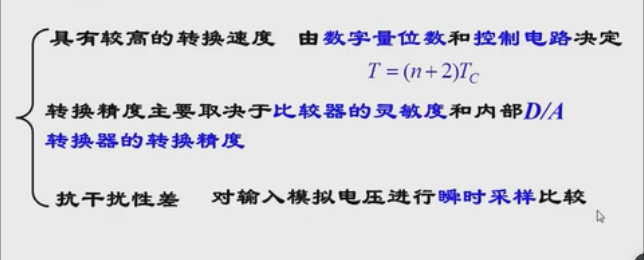 具有较高的转换速度 由数字量位数和控制电路决定
T = (n + 2)T_C
转换精度主要取决于比较器的灵敏度和内部D/A
转换器的转换精度
抗干扰性差 对输入模拟电压进行瞬时采样比较